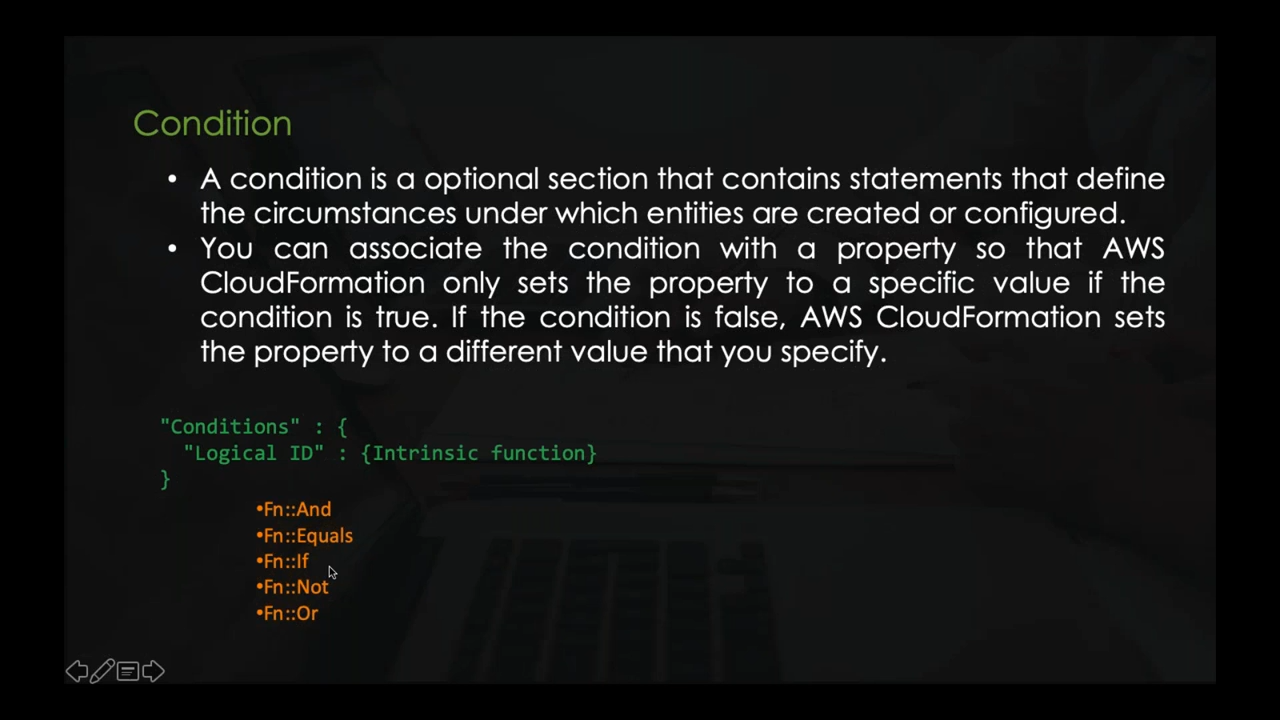 Condition
• A condition is a optional section that contains statements that define
the circumstances under which entities are created or configured.
• You can associate the condition with a property so that AWS
CloudFormation only sets the property to a specific value if the
condition is true. If the condition is false, AWS CloudFormation sets
the property to a different value that you specify.
"Conditions" : {
"Logical ID" : {Intrinsic function}
}
•Fn::And
•Fn::Equals
•Fn::If
•Fn::Not
•Fn::Or